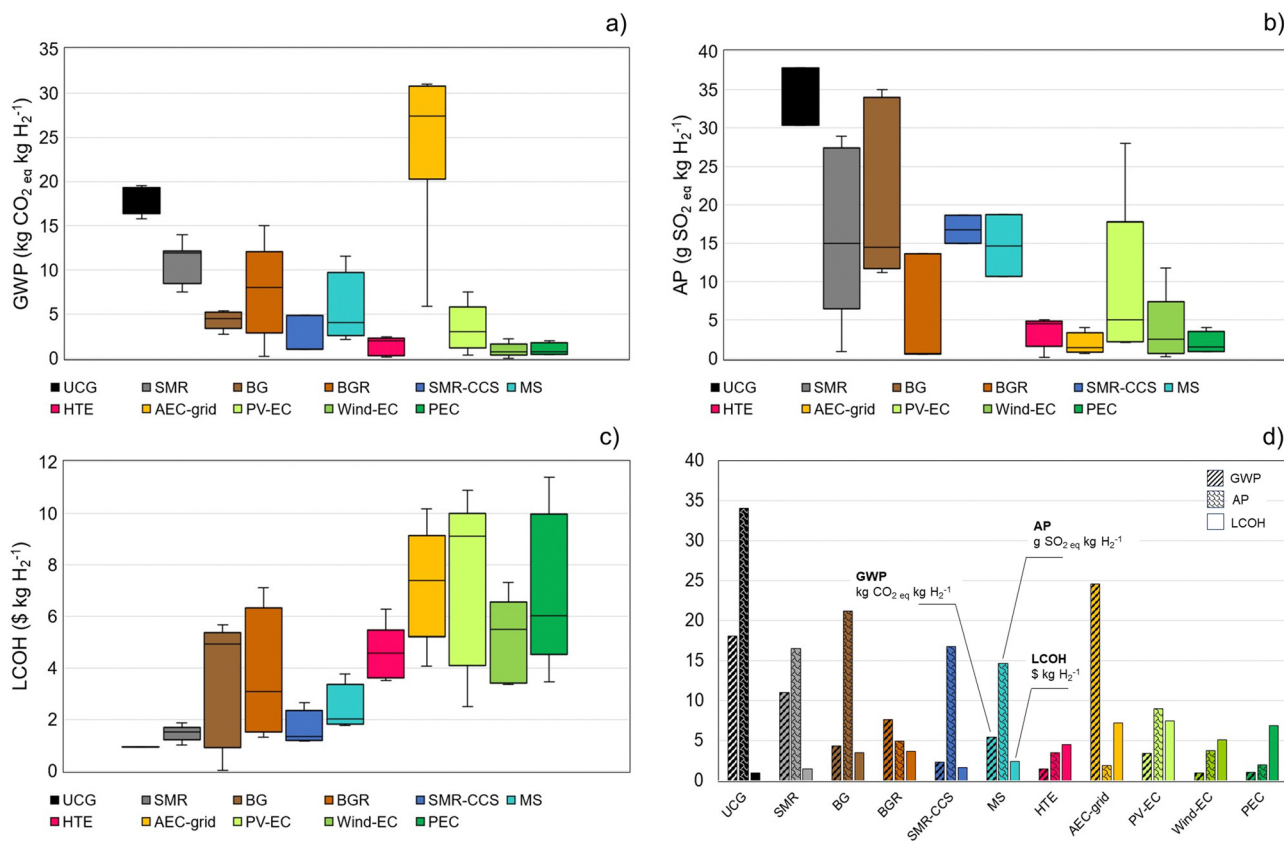 a)
GWP (kg CO2 eq kg H2-1)
35
30
25
20
15
10
5
0
UCG SMR BG BGR SMR-CCS MS
HTE AEC-grid PV-EC Wind-EC PEC
b)
AP (g SO2 eq kg H2-1)
40
35
30
25
20
15
10
5
0
UCG SMR BG BGR SMR-CCS MS
HTE AEC-grid PV-EC Wind-EC PEC
c)
LCOH ($ kg H2-1)
12
10
8
6
4
2
0
UCG SMR BG BGR SMR-CCS MS
HTE AEC-grid PV-EC Wind-EC PEC
d)
40
35
30
25
20
15
10
5
0
GWP
AP
LCOH
AP
g SO2 eq kg H2-1
GWP
kg CO2 eq kg H2-1
LCOH
$ kg H2-1
UCG
SMR
BG
BGR
SMR-CCS
MS
HTE
AEC-grid
PV-EC
Wind-EC
PEC